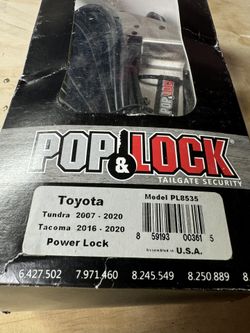 POP&LOCK
POP & LOCK
TAILGATE SECURITY
Toyota
Model PL8535
Tundra 2007 - 2020
Tacoma 2016 - 2020
Power Lock
8 59193 00361 5
Assembled in U.S.A.
6.427.502 7.971.460 8.245.549 8.250.889 8.